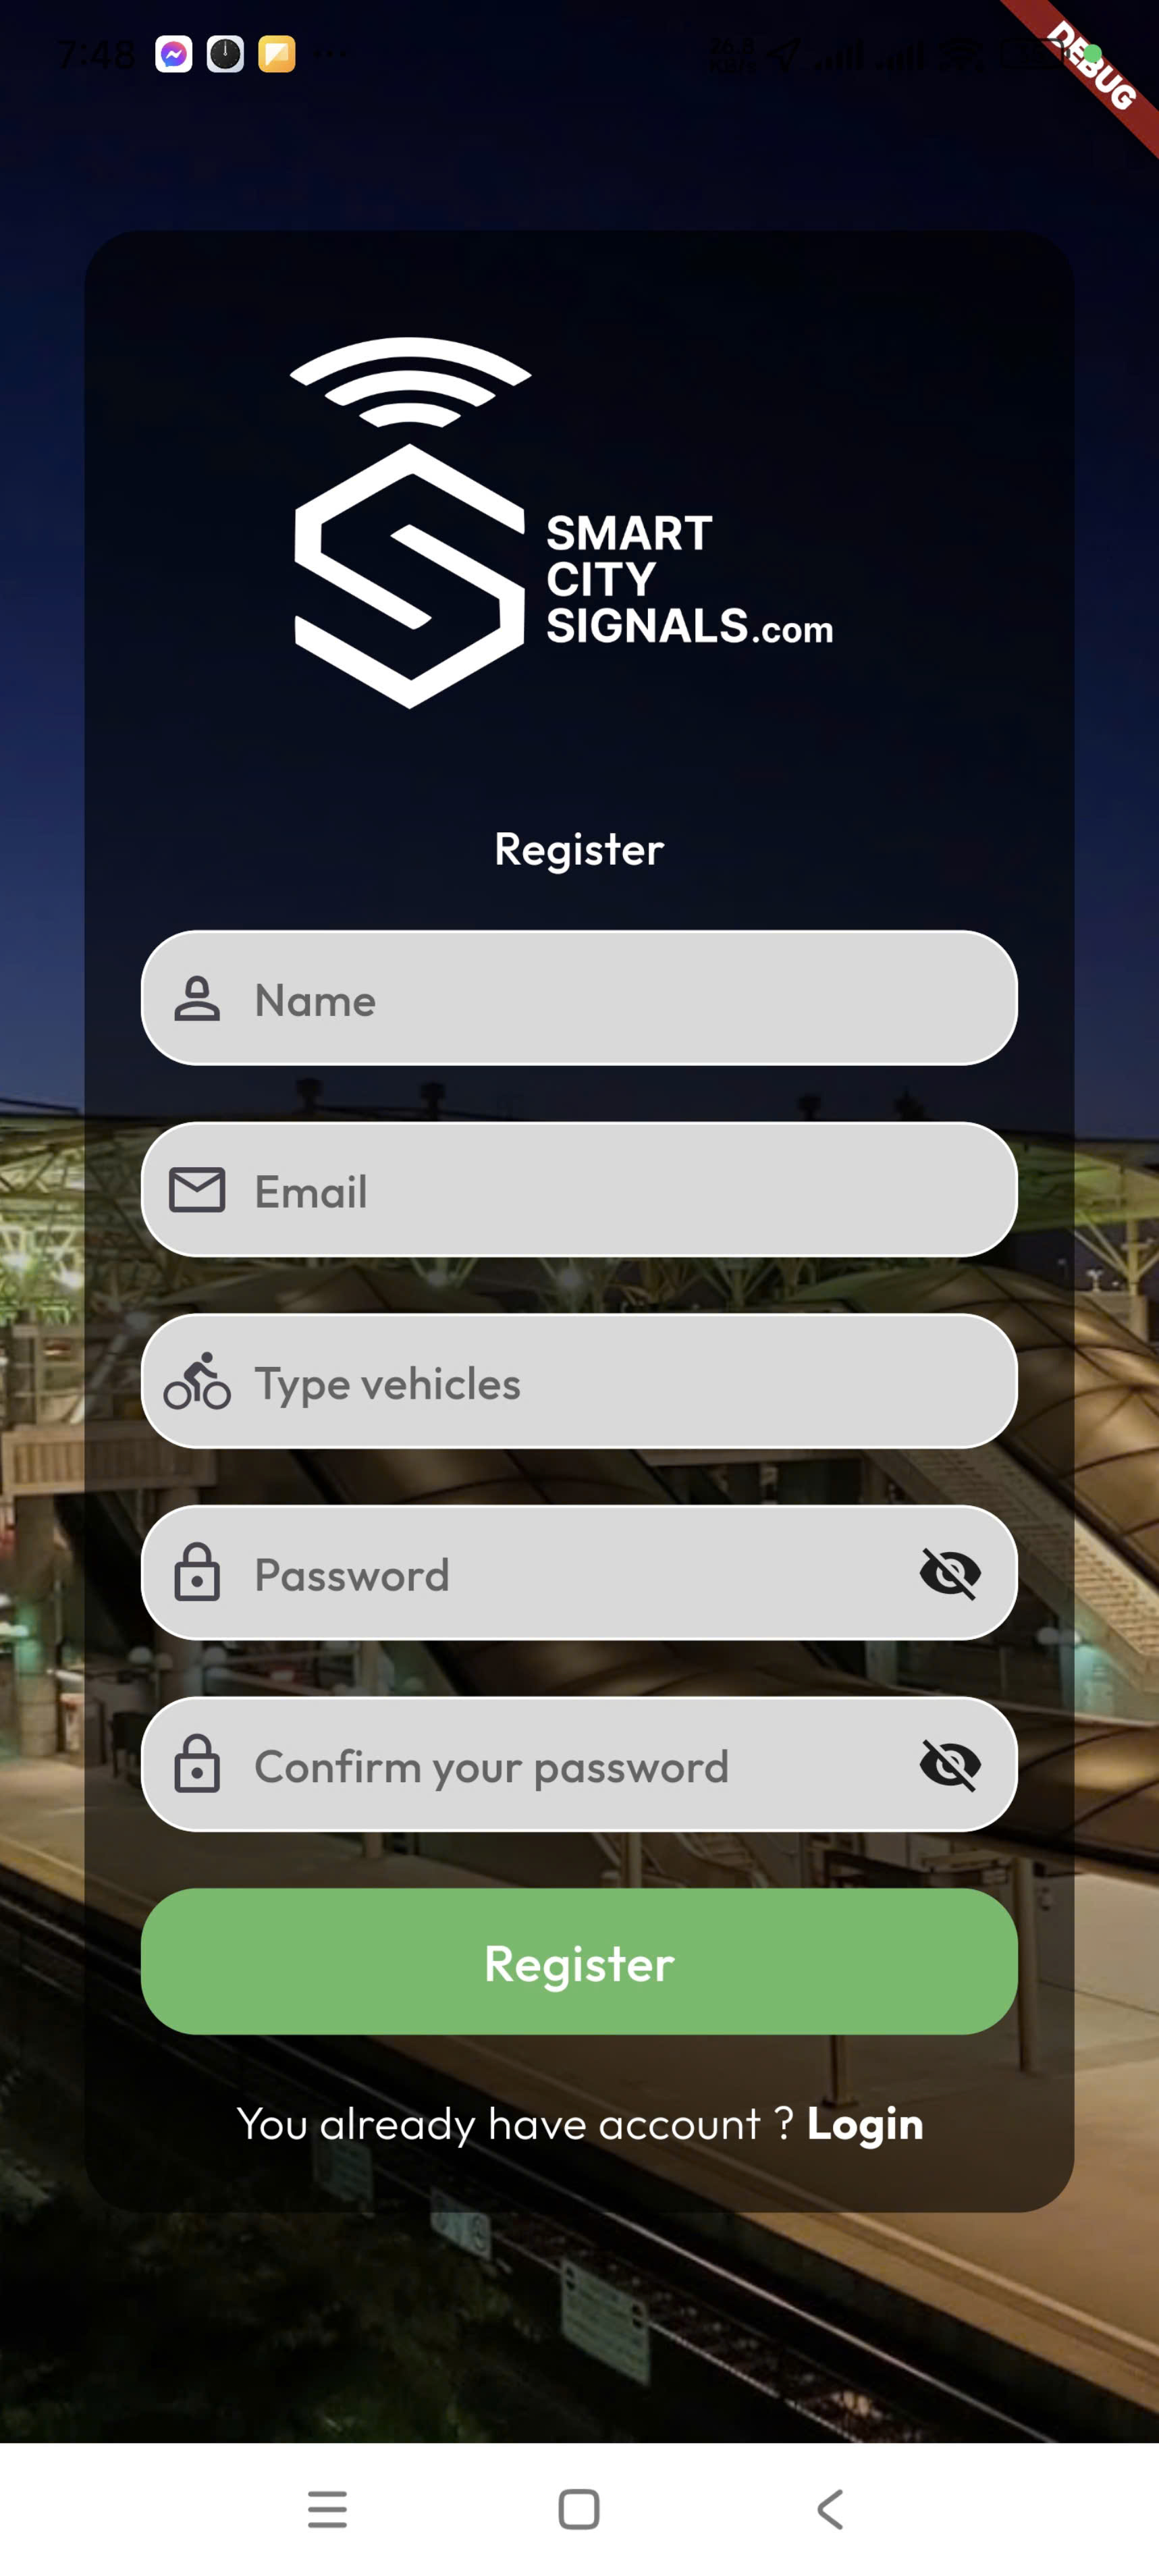 7:48
DEBUG
SMART
CITY
SIGNALS.com
Register
Name
Email
Type vehicles
Password
Confirm your password
Register
You already have account ? Login